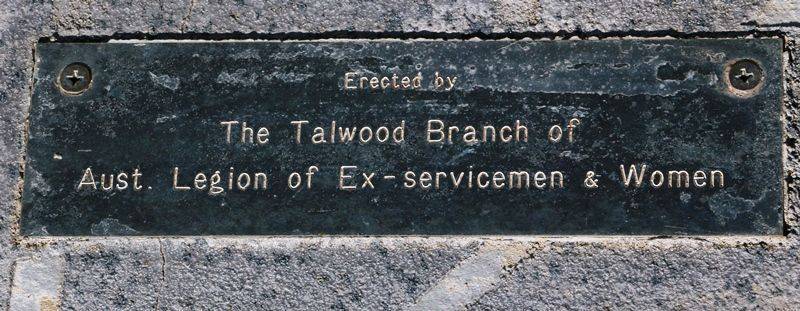 Erected by
The Talwood Branch of
Aust. Legion of Ex-servicemen & Women